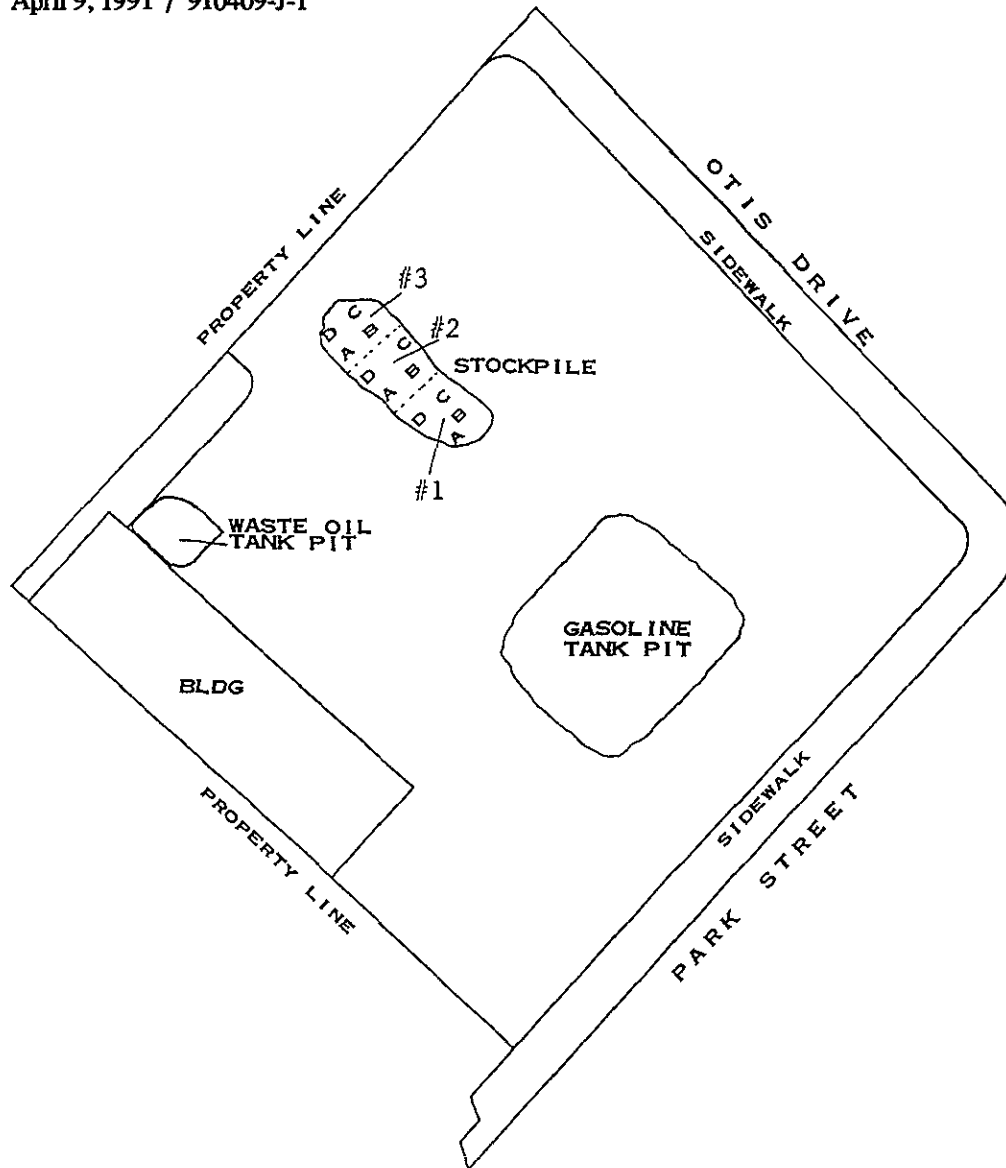 April 9, 1991 / 910409-J-1
OTIS DRIVE
SIDEWALK
PROPERTY LINE
#3
#2
STOCKPILE
D C
A B
C
D B
A
C
D B
A
#1
WASTE OIL
TANK PIT
GASOLINE
TANK PIT
BLDG
SIDEWALK
PARK STREET
PROPERTY LINE